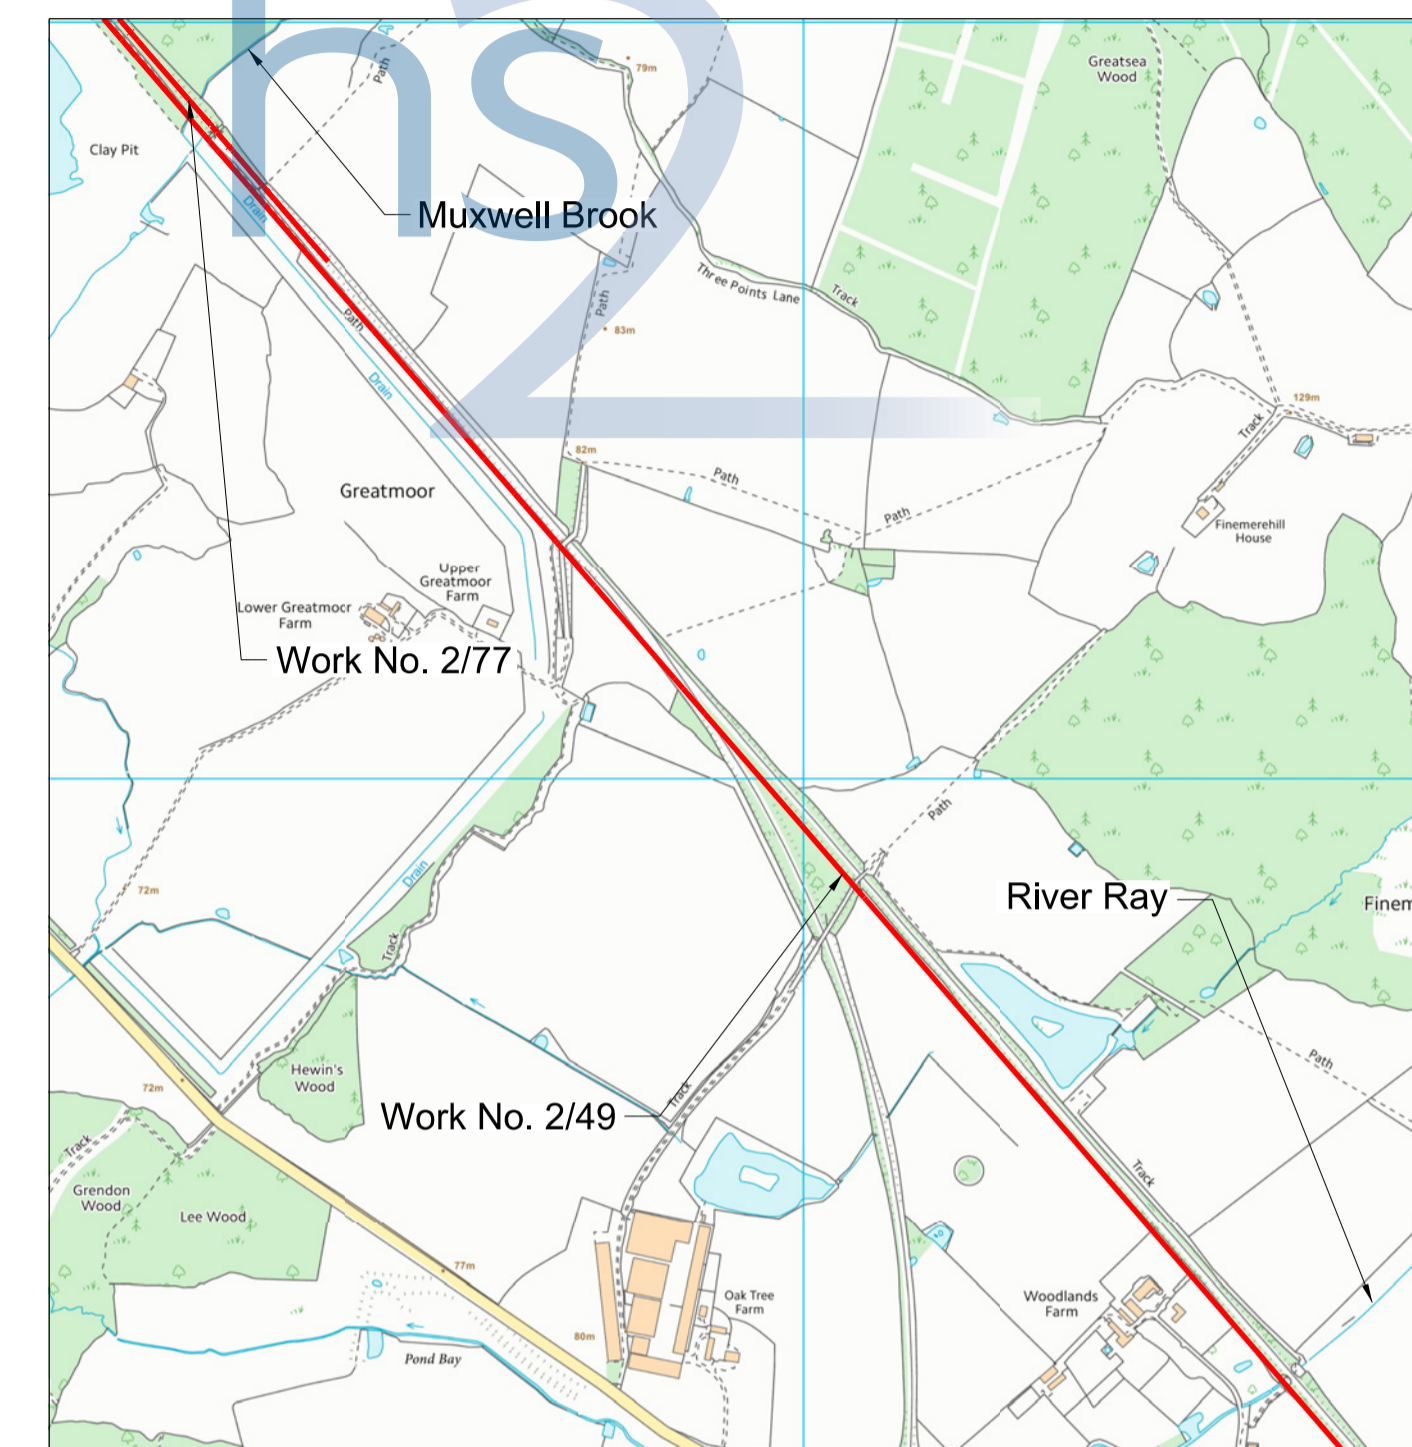 hs2
79m
Greatsea
Wood
Path
Clay Pit
Drain
Muxwell Brook
Three Points Lane
Track
Path
83m
Path
Drain
129m
Track
82m
Path
Greatmoor
Path
Finemerehill
House
Upper
Greatmoor
Farm
Lower Greatmoor
Farm
Work No. 2/77
Path
Drain
72m
River Ray
Finem
Track
Hewin's
Wood
72m
Path
Track
Work No. 2/49
Track
Track
Grendon
Wood
Lee Wood
77m
Oak Tree
Farm
Woodlands
Farm
80m
Pond Bay